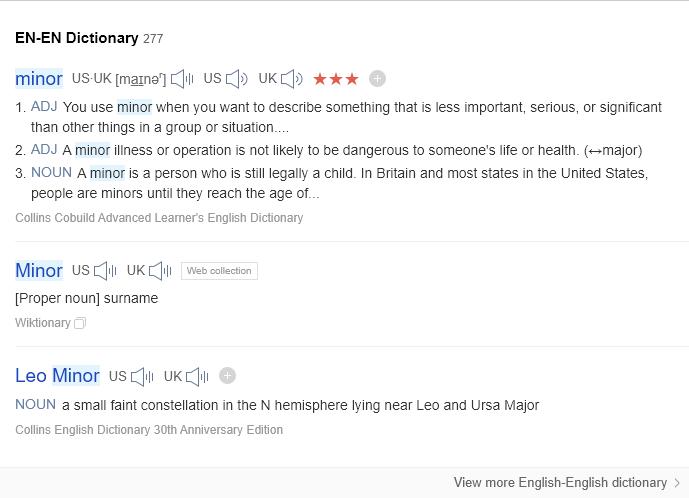 EN-EN Dictionary 277
minor US·UK [maɪnəʳ] US UK ★★★
1. ADJ You use minor when you want to describe something that is less important, serious, or significant
than other things in a group or situation....
2. ADJ A minor illness or operation is not likely to be dangerous to someone's life or health. (↔major)
3. NOUN A minor is a person who is still legally a child. In Britain and most states in the United States,
people are minors until they reach the age of...
Collins Cobuild Advanced Learner's English Dictionary
Minor US UK Web collection
[Proper noun] surname
Wiktionary
Leo Minor US UK
NOUN a small faint constellation in the N hemisphere lying near Leo and Ursa Major
Collins English Dictionary 30th Anniversary Edition
View more English-English dictionary